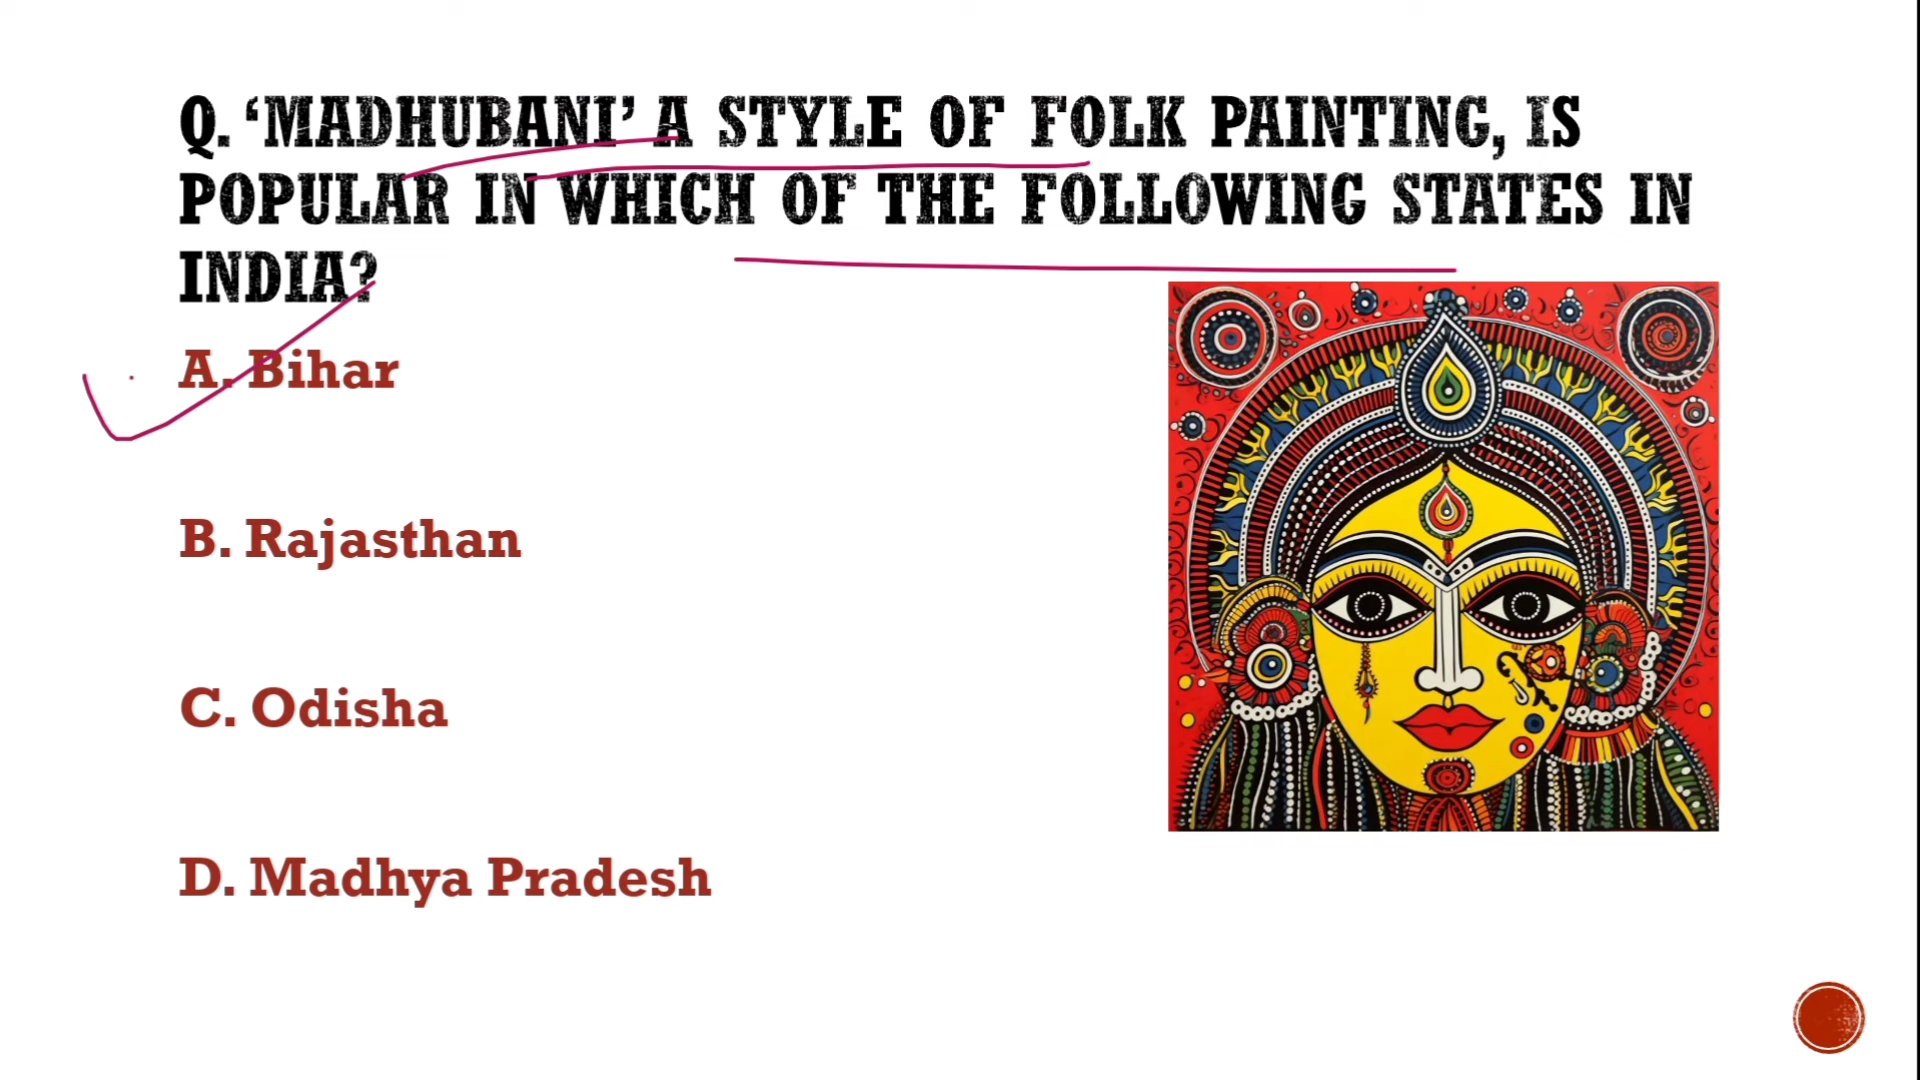 Q. ‘MADHUBANI’ A STYLE OF FOLK PAINTING, IS
POPULAR IN WHICH OF THE FOLLOWING STATES IN
INDIA?
A. Bihar
B. Rajasthan
C. Odisha
D. Madhya Pradesh